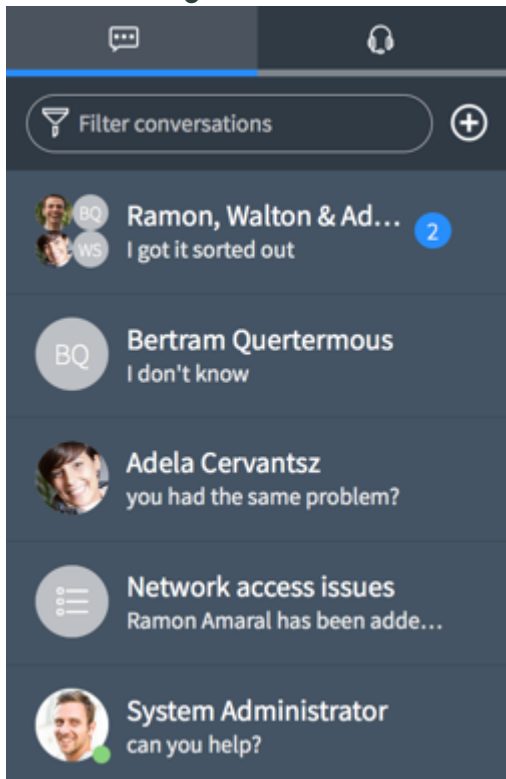 Filter conversations
BQ
WS
Ramon, Walton & Ad...
I got it sorted out
2
BQ
Bertram Quertermous
I don't know
Adela Cervantsz
you had the same problem?
Network access issues
Ramon Amaral has been adde...
System Administrator
can you help?